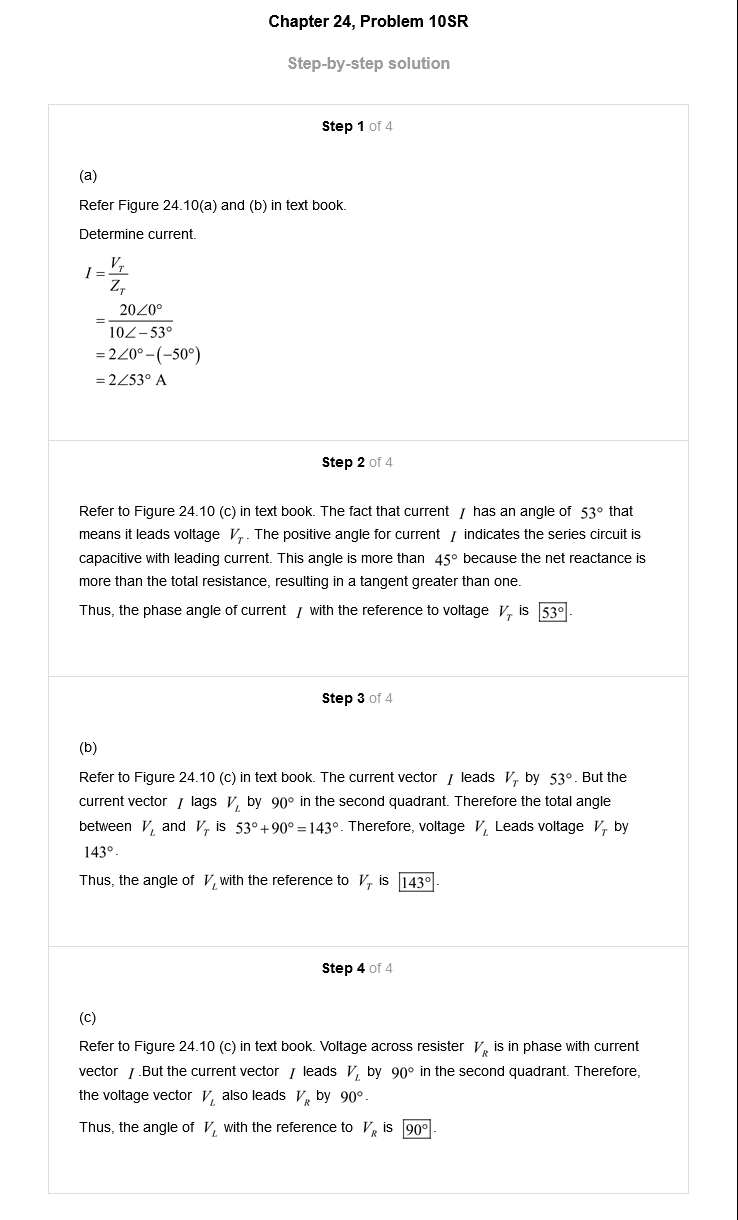 Chapter 24, Problem 10SR
Step-by-step solution
Step 1 of 4
(a)
Refer Figure 24.10(a) and (b) in text book.
Determine current.
I = V_T / Z_T
= 20∠0° / 10∠−53°
= 2∠0° − (−50°)
= 2∠53° A
Step 2 of 4
Refer to Figure 24.10 (c) in text book. The fact that current I has an angle of 53° that
means it leads voltage V_T. The positive angle for current I indicates the series circuit is
capacitive with leading current. This angle is more than 45° because the net reactance is
more than the total resistance, resulting in a tangent greater than one.
Thus, the phase angle of current I with the reference to voltage V_T is 53°.
Step 3 of 4
(b)
Refer to Figure 24.10 (c) in text book. The current vector I leads V_T by 53°. But the
current vector I lags V_L by 90° in the second quadrant. Therefore the total angle
between V_L and V_T is 53°+90°=143°. Therefore, voltage V_L Leads voltage V_T by
143°.
Thus, the angle of V_L with the reference to V_T is 143°.
Step 4 of 4
(c)
Refer to Figure 24.10 (c) in text book. Voltage across resister V_R is in phase with current
vector I.But the current vector I leads V_L by 90° in the second quadrant. Therefore,
the voltage vector V_L also leads V_R by 90°.
Thus, the angle of V_L with the reference to V_R is 90°.